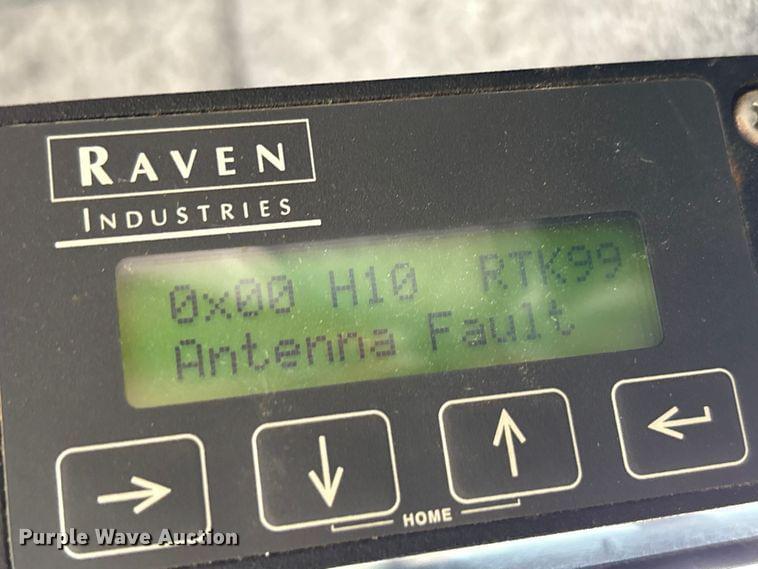 RAVEN
INDUSTRIES
0x00 H10 RTK99
Antenna Fault
HOME
Purple Wave Auction